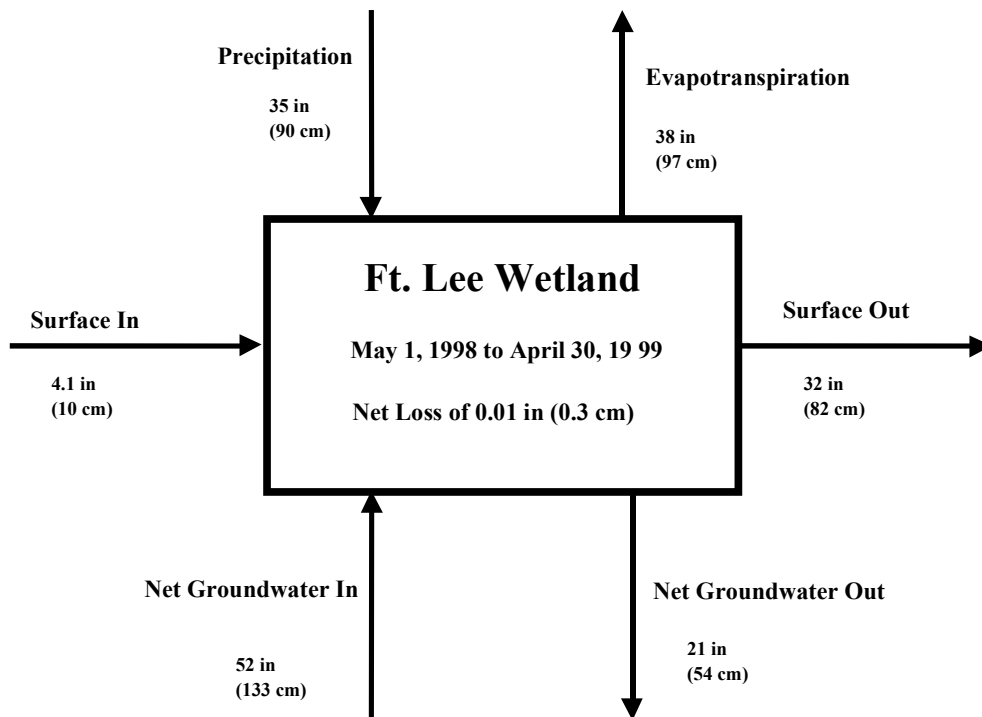 Precipitation
35 in
(90 cm)
Evapotranspiration
38 in
(97 cm)
Ft. Lee Wetland
May 1, 1998 to April 30, 19 99
Net Loss of 0.01 in (0.3 cm)
Surface In
4.1 in
(10 cm)
Surface Out
32 in
(82 cm)
Net Groundwater In
52 in
(133 cm)
Net Groundwater Out
21 in
(54 cm)